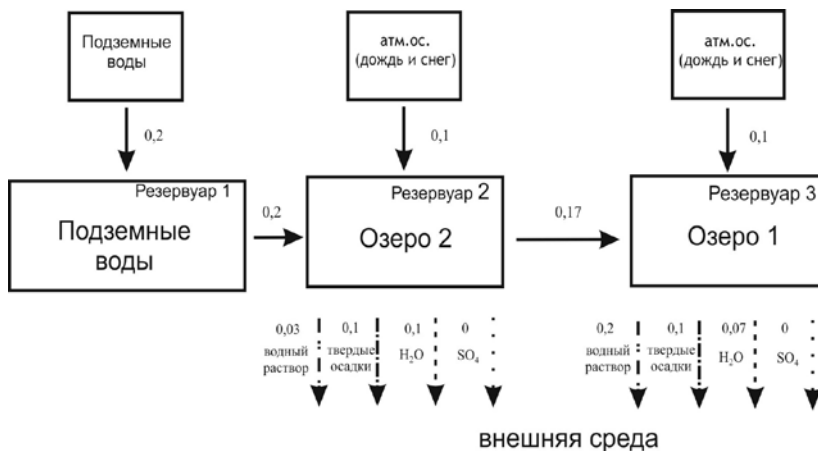 Подземные
воды
атм.ос.
(дождь и снег)
атм.ос.
(дождь и снег)
0,2
0,1
0,1
Резервуар 1
Подземные
воды
0,2
Резервуар 2
Озеро 2
0,17
Резервуар 3
Озеро 1
0,03
водный
раствор
0,1
твердые
осадки
0,1
H₂O
0
SO₄
0,2
водный
раствор
0,1
твердые
осадки
0,07
H₂O
0
SO₄
внешняя среда